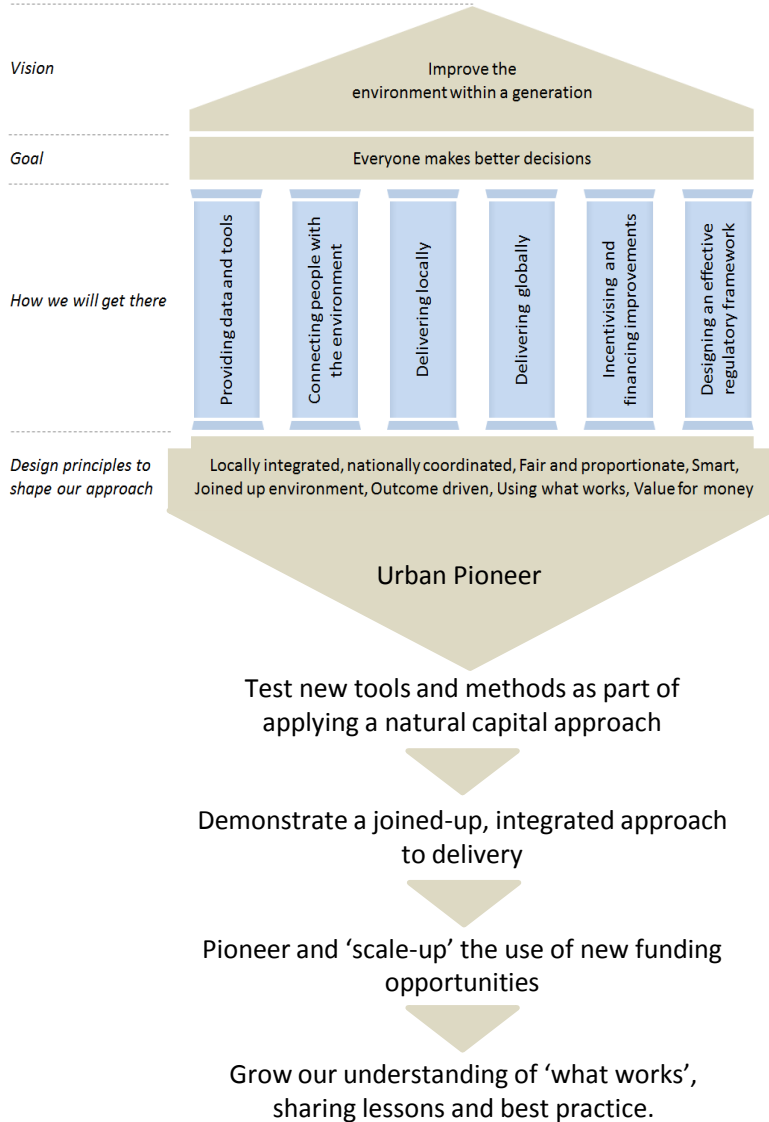 Vision
Improve the
environment within a generation
Goal
Everyone makes better decisions
How we will get there
Providing data and tools
Connecting people with
the environment
Delivering locally
Delivering globally
Incentivising and
financing improvements
Designing an effective
regulatory framework
Design principles to
shape our approach
Locally integrated, nationally coordinated, Fair and proportionate, Smart,
Joined up environment, Outcome driven, Using what works, Value for money
Urban Pioneer
Test new tools and methods as part of
applying a natural capital approach
Demonstrate a joined-up, integrated approach
to delivery
Pioneer and ‘scale-up’ the use of new funding
opportunities
Grow our understanding of ‘what works’,
sharing lessons and best practice.